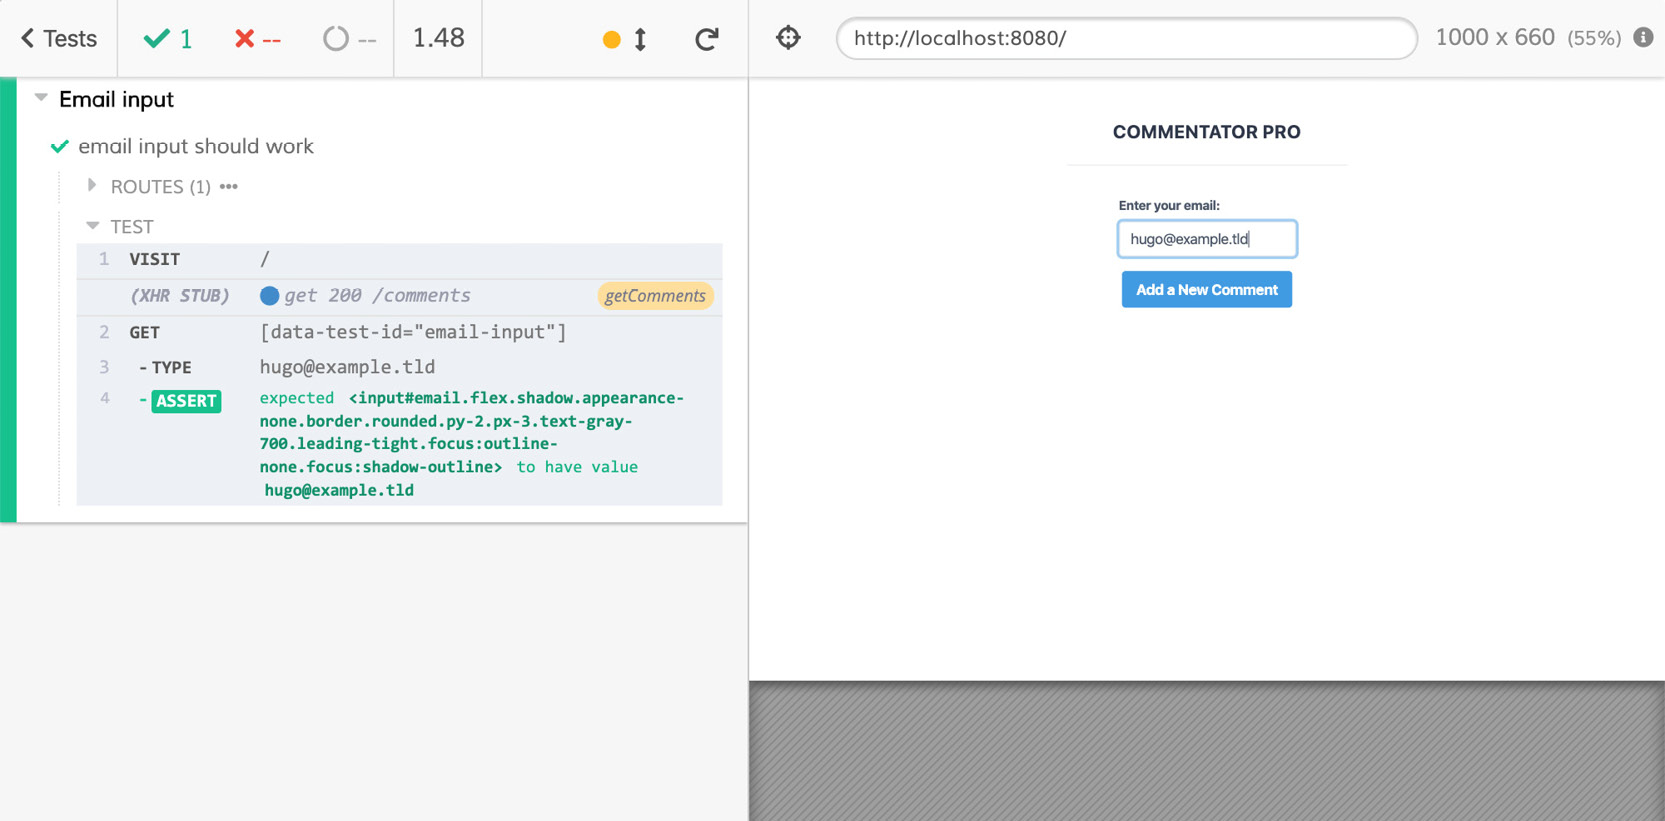 Tests 1 -- -- 1.48
http://localhost:8080/ 1000 x 660 (55%)
Email input
email input should work
ROUTES (1)
TEST
1 VISIT /
(XHR STUB) get 200 /comments getComments
2 GET [data-test-id="email-input"]
3 - TYPE hugo@example.tld
4 - ASSERT expected <input#email.flex.shadow.appearance-
none.border.rounded.py-2.px-3.text-gray-
700.leading-tight.focus:outline-
none.focus:shadow-outline> to have value
hugo@example.tld
COMMENTATOR PRO
Enter your email:
hugo@example.tld
Add a New Comment